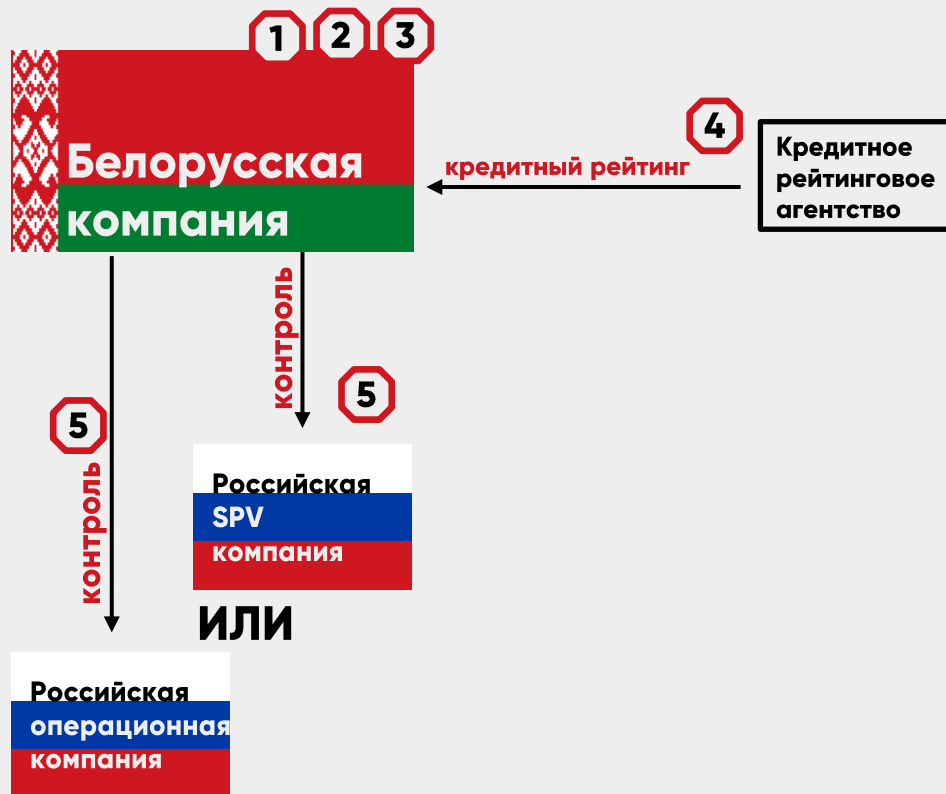 1 2 3
Белорусская
компания
4
кредитный рейтинг
Кредитное
рейтинговое
агентство
контроль
5
5
контроль
Российская
SPV
компания
ИЛИ
Российская
операционная
компания